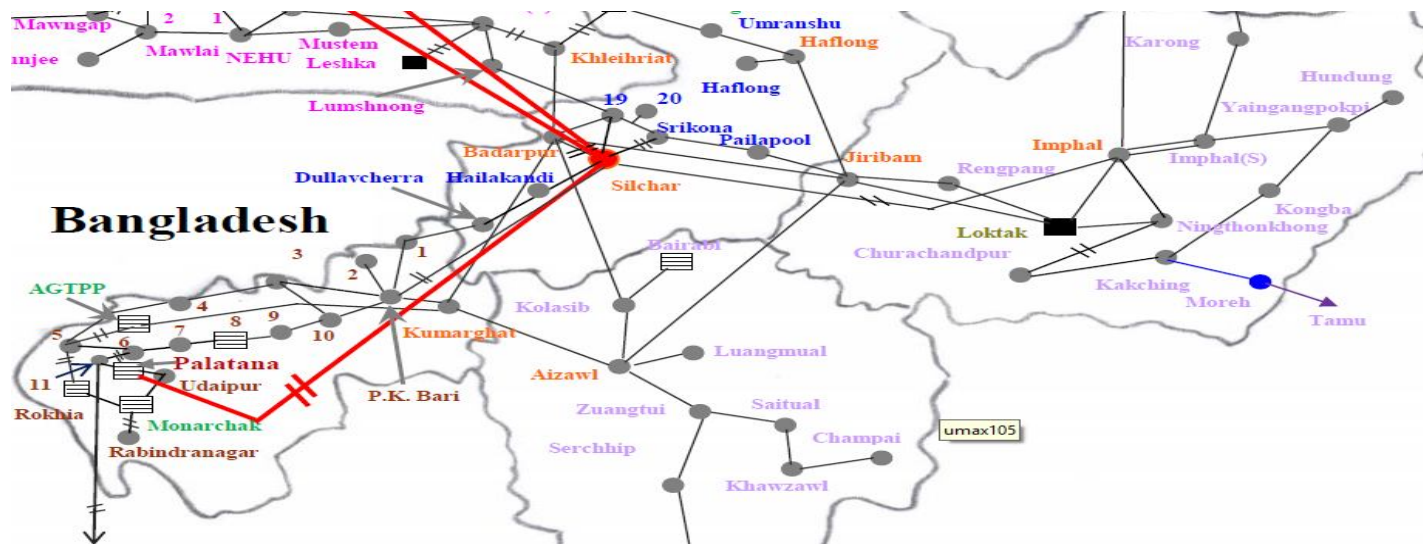 2
1
Mawngap
Mawlai
NEHU
Mustem
Leshka
unjee
Khleihriat
Umranshu
Haflong
Haflong
Karong
Hundung
Yaingangpokpi
Lumshnong
19
20
Srikona
Pailapool
Imphal
Imphal(S)
Badarpur
Jiribam
Rengpang
Dullavcherra
Hailakandi
Silchar
Kongba
Bangladesh
Loktak
Ningthonkhong
1
Bairabi
Churachandpur
3
2
Kakching
Moreh
AGTPP
4
Kolasib
Tamu
5
6
7
8
9
10
Kumarghat
Palatana
Luangmual
11
Udaipur
P.K. Bari
Aizawl
Rokhia
Zuangtui
Saitual
Monarchak
Champai
umax105
Rabindranagar
Serchhip
Khawzawl